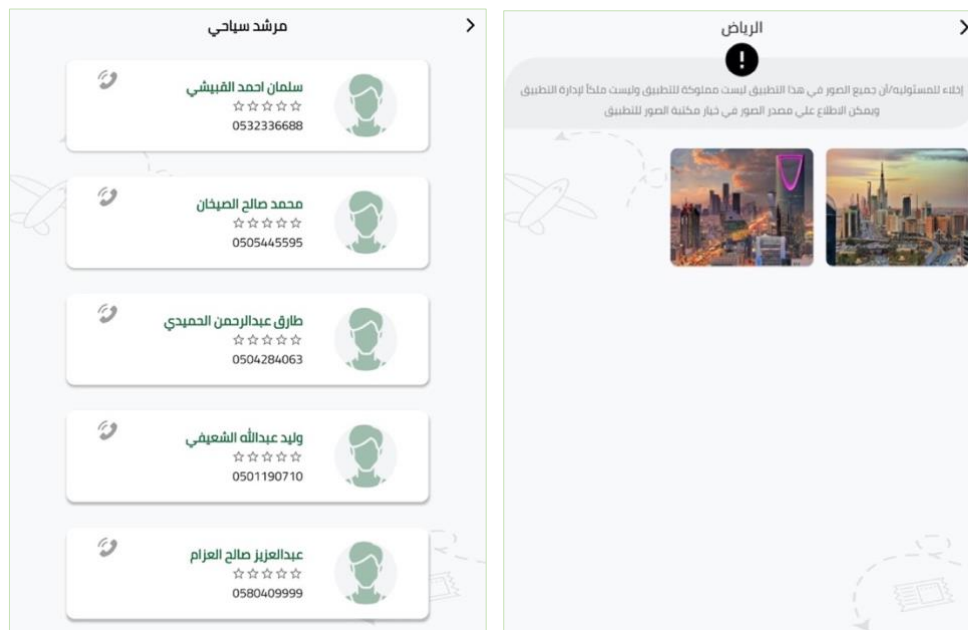 الرياض
إخلاء للمسئوليه/أن جميع الصور في هذا التطبيق ليست مملوكة للتطبيق وليست ملكاً لإدارة التطبيق
ويمكن الاطلاع علي مصدر الصور في خيار مكتبة الصور للتطبيق
مرشد سياحي
سلمان احمد القبيشي
0532336688
محمد صالح الصيخان
0505445595
طارق عبدالرحمن الحميدي
0504284063
وليد عبدالله الشعيفي
0501190710
عبدالعزيز صالح العزام
0580409999